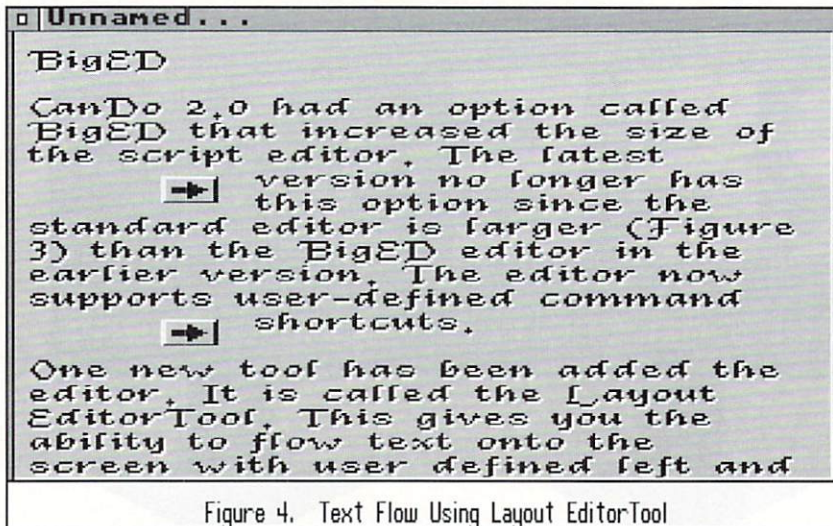 Unnamed...
BigED
CanDo 2.0 had an option called
BigED that increased the size of
the script editor. The latest
version no longer has
this option since the
standard editor is larger (Figure
3) than the BigED editor in the
earlier version. The editor now
supports user-defined command
shortcuts.
One new tool has been added the
editor. It is called the Layout
EditorTool. This gives you the
ability to flow text onto the
screen with user defined left and
Figure 4. Text Flow Using Layout EditorTool